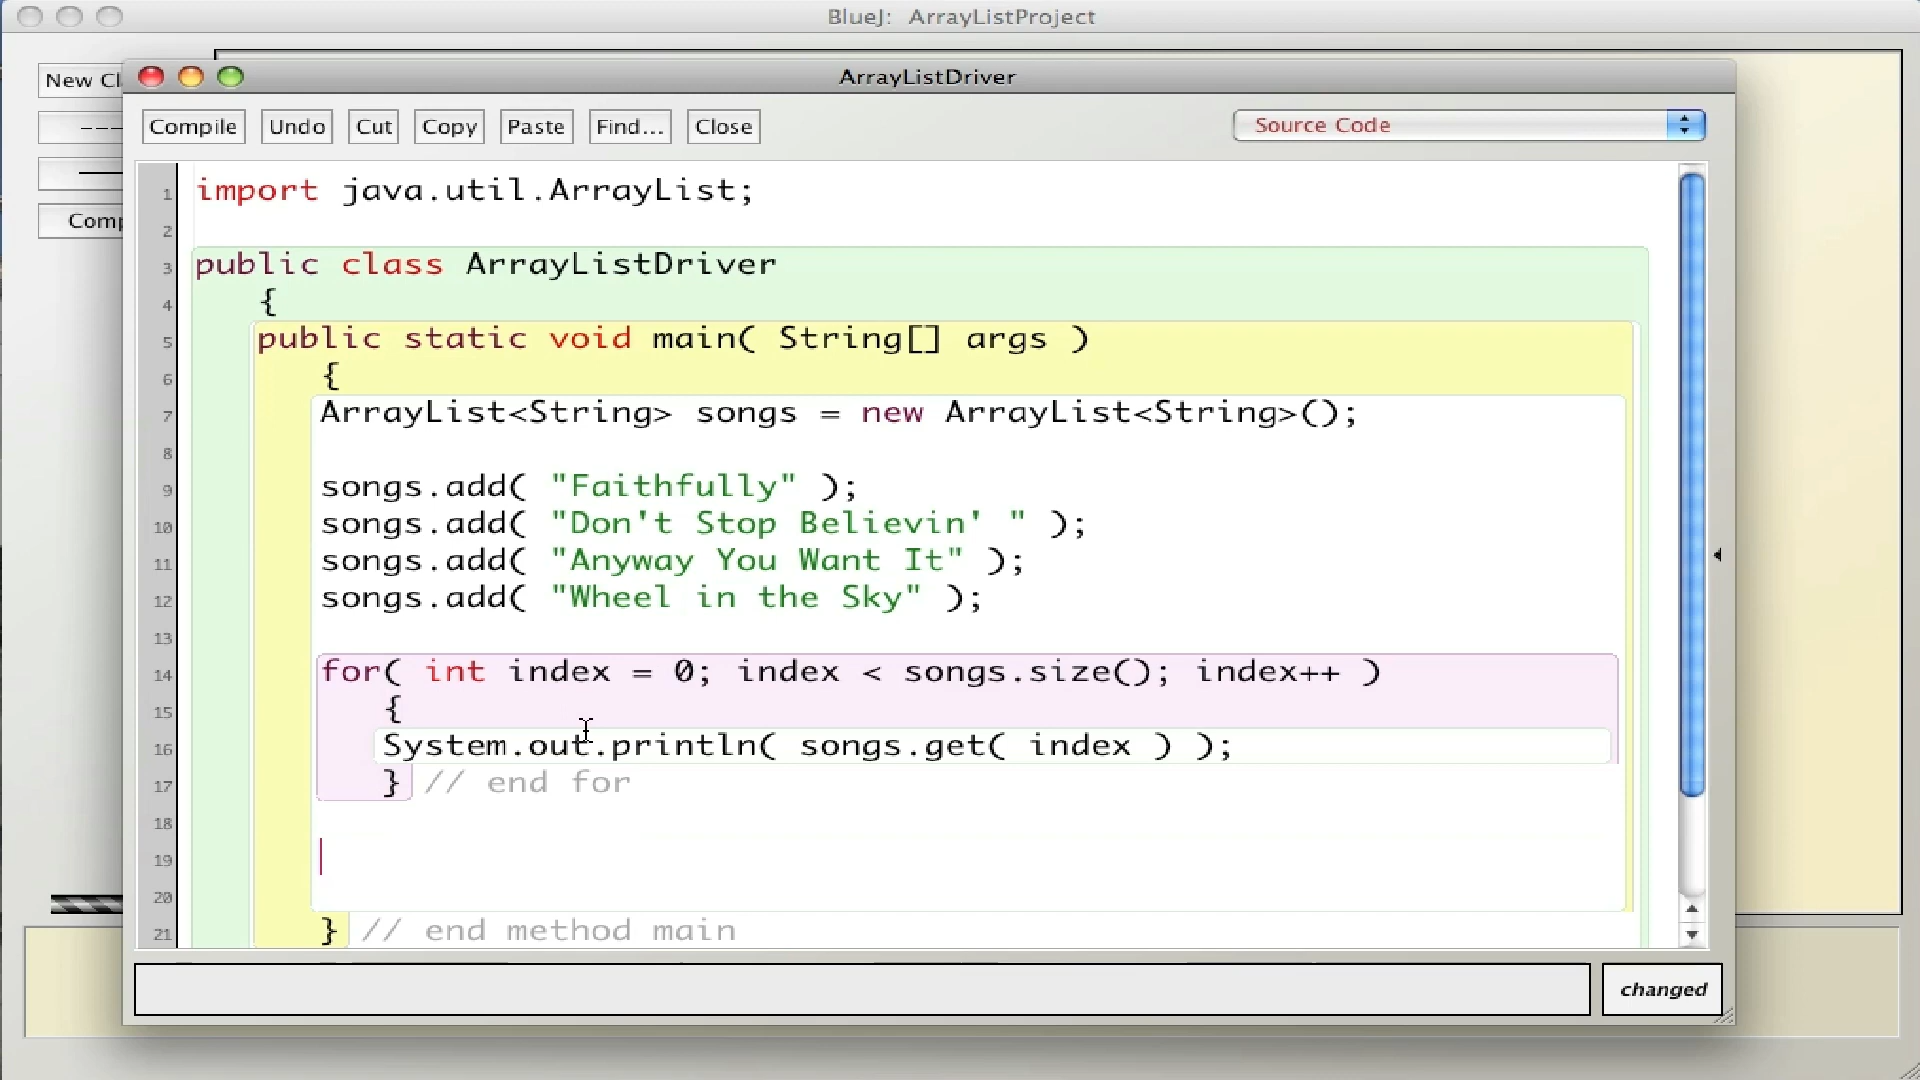 BlueJ: ArrayListProject
New Cl
Comp
ArrayListDriver
Compile Undo Cut Copy Paste Find... Close Source Code
1 import java.util.ArrayList;
2
3 public class ArrayListDriver
4 {
5 public static void main( String[] args )
6 {
7 ArrayList<String> songs = new ArrayList<String>();
8
9 songs.add( "Faithfully" );
10 songs.add( "Don't Stop Believin' " );
11 songs.add( "Anyway You Want It" );
12 songs.add( "Wheel in the Sky" );
13
14 for( int index = 0; index < songs.size(); index++ )
15 {
16 System.out.println( songs.get( index ) );
17 } // end for
18
19
20
21 } // end method main
changed